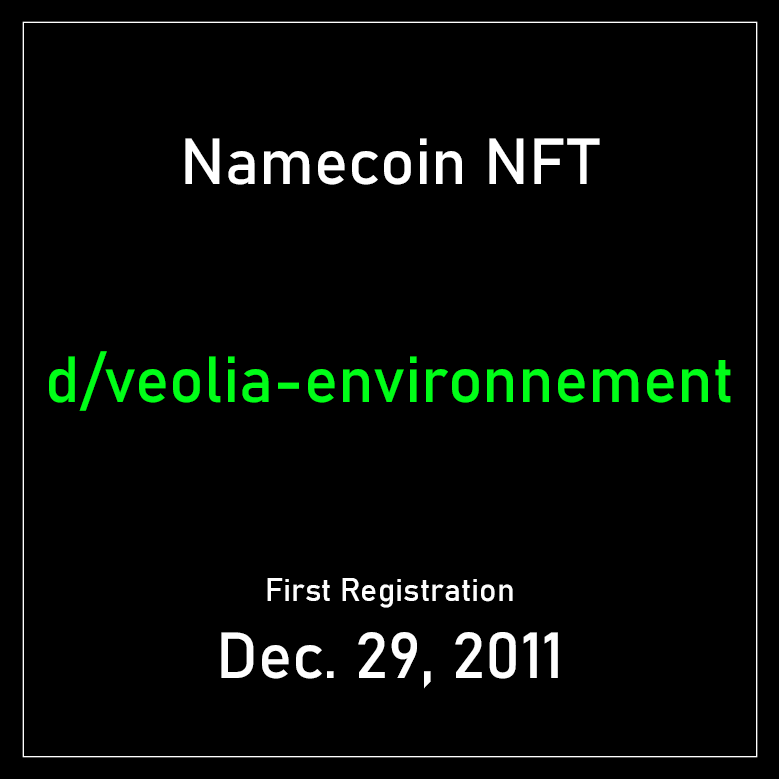 Namecoin NFT
d/veolia-environnement
First Registration
Dec. 29, 2011